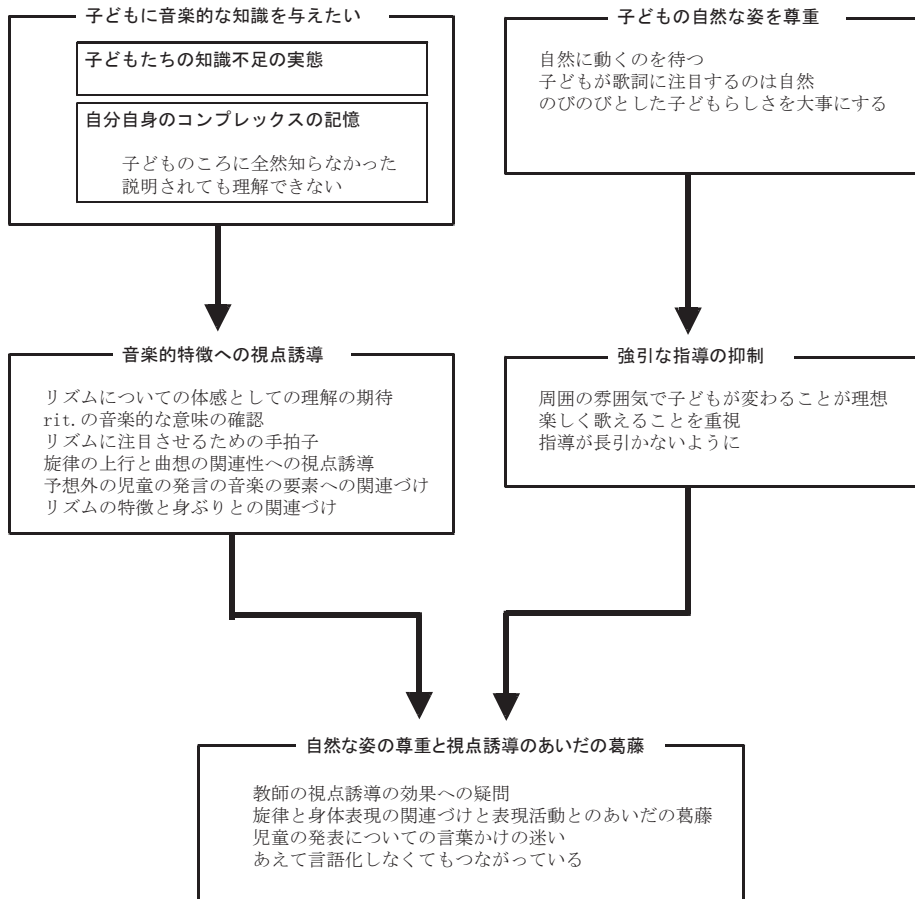 子どもに音楽的な知識を与えたい
子どもたちの知識不足の実態
自分自身のコンプレックスの記憶
子どものころに全然知らなかった
説明されても理解できない
子どもの自然な姿を尊重
自然に動くのを待つ
子どもが歌詞に注目するのは自然
のびのびとした子どもらしさを大事にする
音楽的特徴への視点誘導
リズムについての体感としての理解の期待
rit.の音楽的な意味の確認
リズムに注目させるための手拍子
旋律の上行と曲想の関連性への視点誘導
予想外の児童の発言の音楽の要素への関連づけ
リズムの特徴と身ぶりとの関連づけ
強引な指導の抑制
周囲の雰囲気で子どもが変わることが理想
楽しく歌えることを重視
指導が長引かないように
自然な姿の尊重と視点誘導のあいだの葛藤
教師の視点誘導の効果への疑問
旋律と身体表現の関連づけと表現活動とのあいだの葛藤
児童の発表についての言葉かけの迷い
あえて言語化しなくてもつながっている